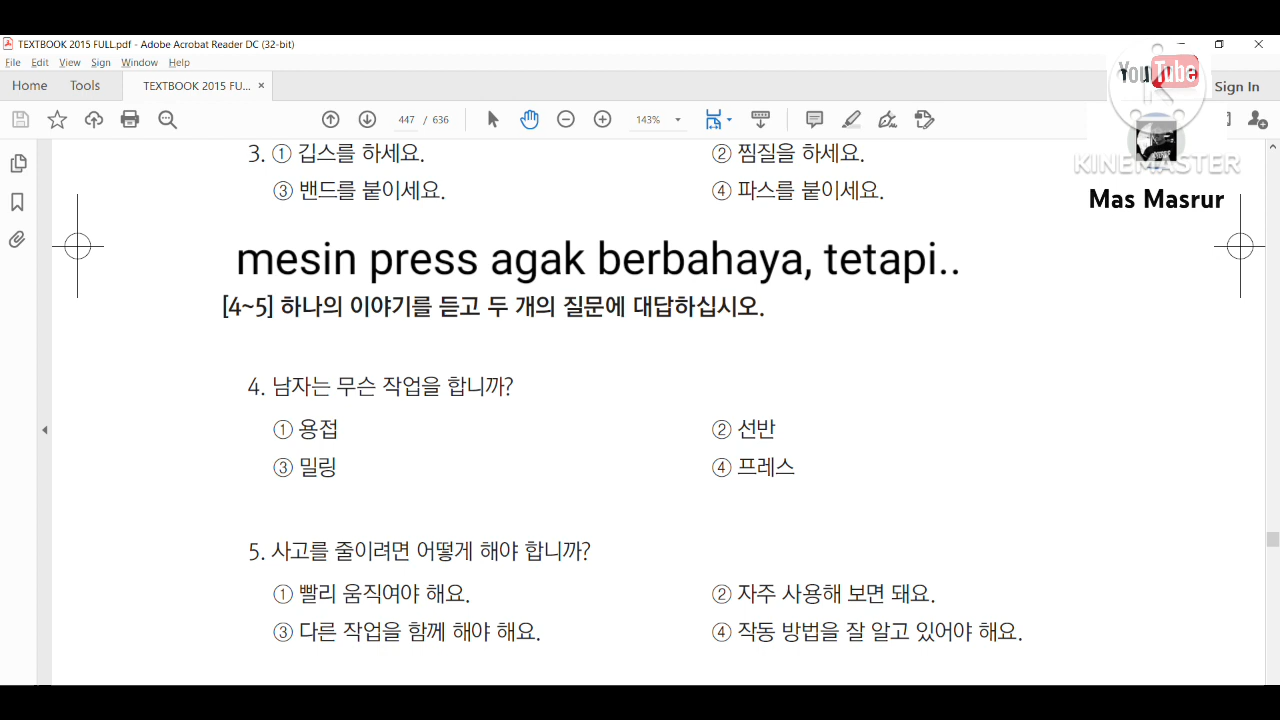 TEXTBOOK 2015 FULL.pdf - Adobe Acrobat Reader DC (32-bit)
File Edit View Sign Window Help
Home Tools TEXTBOOK 2015 FU... × Sign In
447 / 636 143%
YouTube
KINEMASTER
Mas Masrur
3. ① 깁스를 하세요. ② 찜질을 하세요.
③ 밴드를 붙이세요. ④ 파스를 붙이세요.
mesin press agak berbahaya, tetapi..
[4~5] 하나의 이야기를 듣고 두 개의 질문에 대답하십시오.
4. 남자는 무슨 작업을 합니까?
① 용접 ② 선반
③ 밀링 ④ 프레스
5. 사고를 줄이려면 어떻게 해야 합니까?
① 빨리 움직여야 해요. ② 자주 사용해 보면 돼요.
③ 다른 작업을 함께 해야 해요. ④ 작동 방법을 잘 알고 있어야 해요.